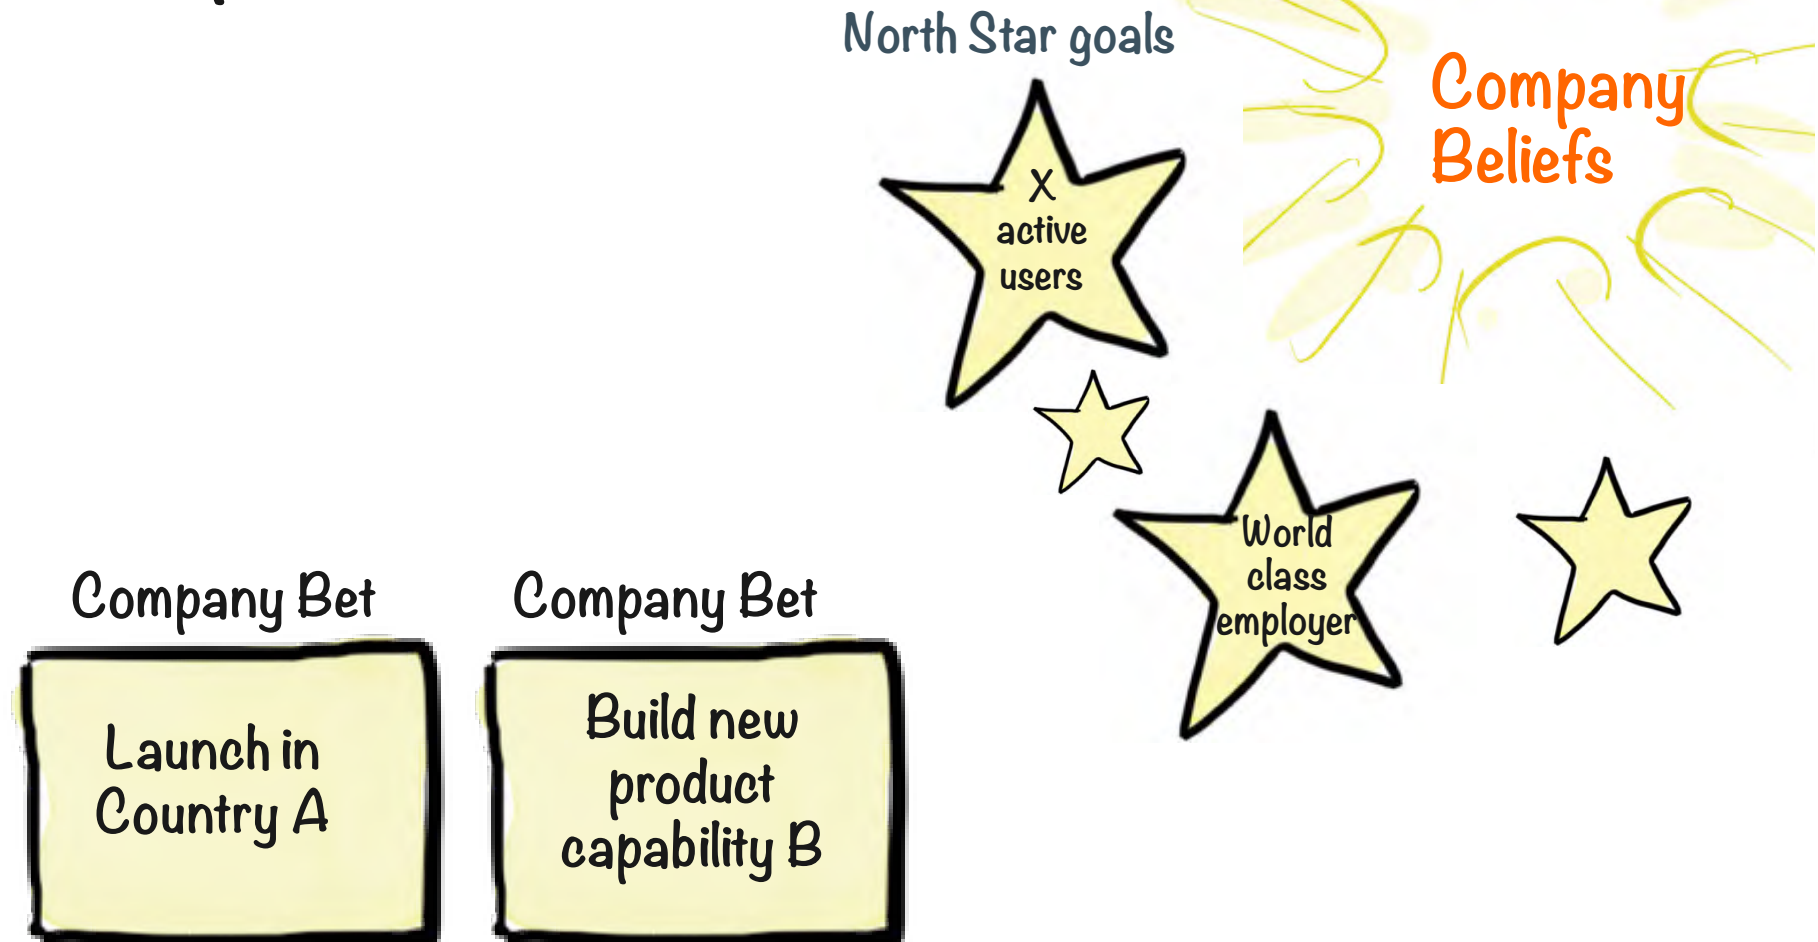 North Star goals
Company
Beliefs
X
active
users
World
class
employer
Company Bet
Launch in
Country A
Company Bet
Build new
product
capability B